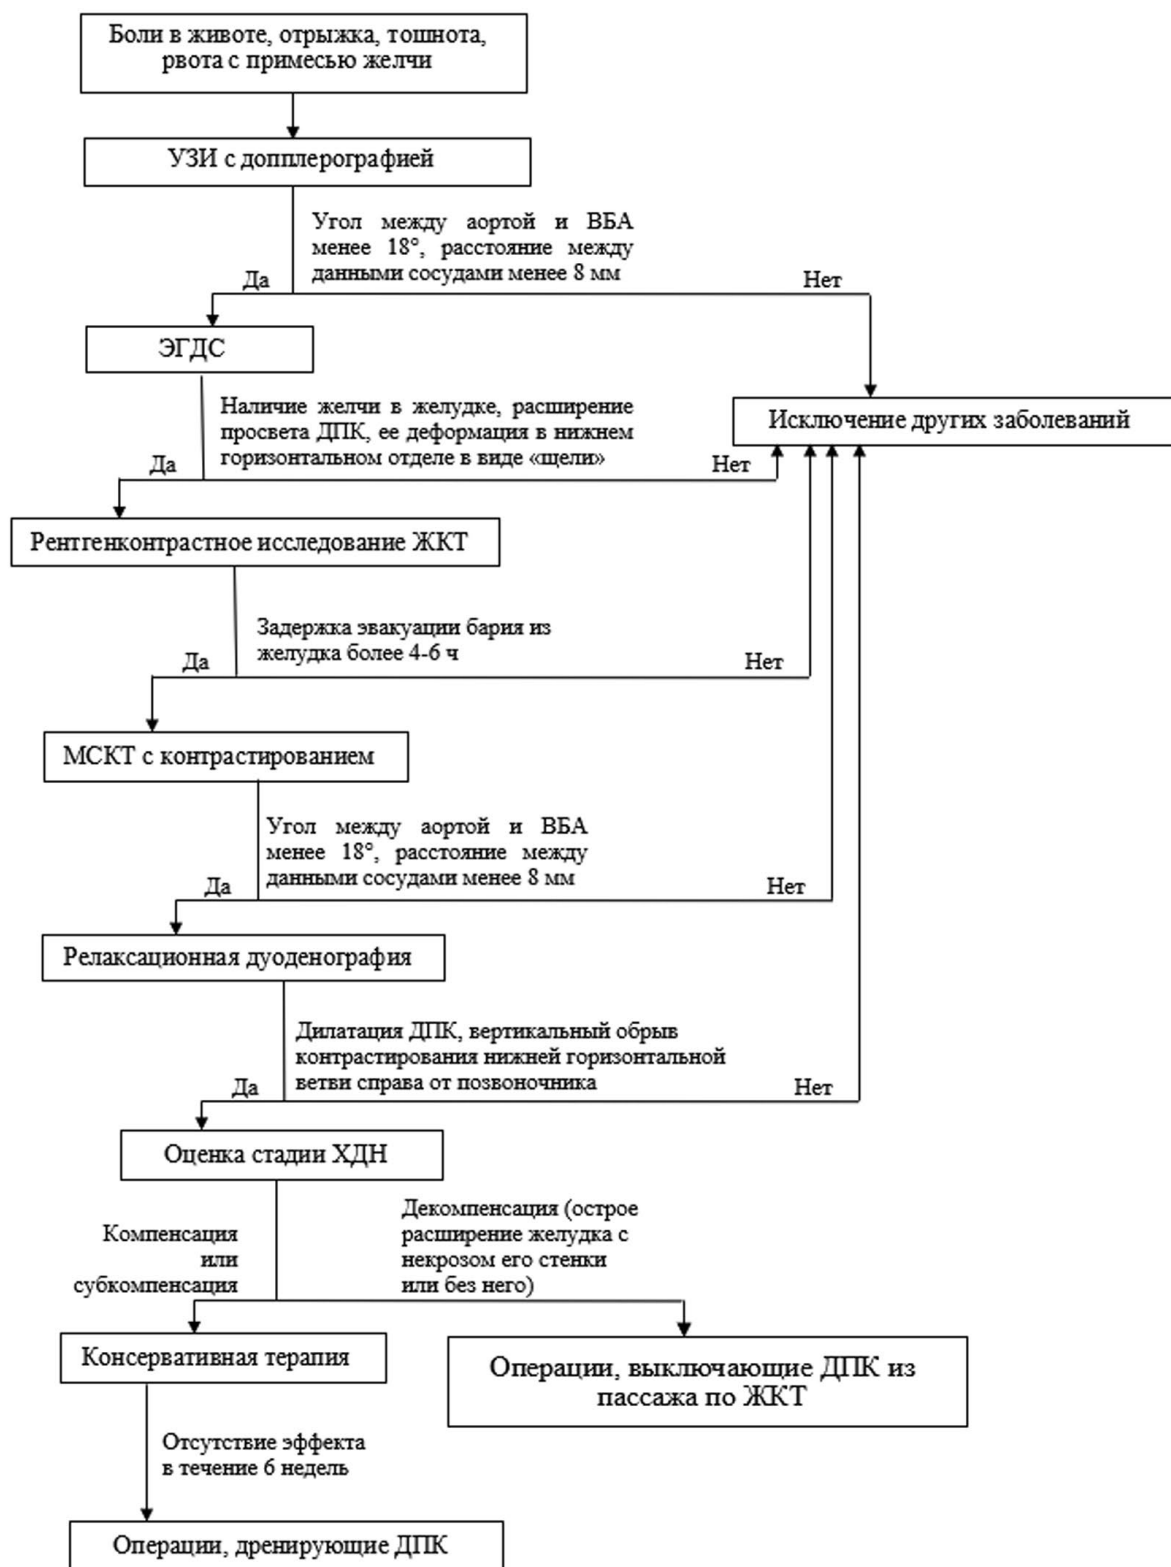 Боли в животе, отрыжка, тошнота,
рвота с примесью желчи
УЗИ с допплерографией
Угол между аортой и ВБА
менее 18°, расстояние между
данными сосудами менее 8 мм
Да
Нет
ЭГДС
Исключение других заболеваний
Наличие желчи в желудке, расширение
просвета ДПК, ее деформация в нижнем
горизонтальном отделе в виде «щели»
Да
Нет
Рентгенконтрастное исследование ЖКТ
Задержка эвакуации бария из
желудка более 4-6 ч
Да
Нет
МСКТ с контрастированием
Угол между аортой и ВБА
менее 18°, расстояние между
данными сосудами менее 8 мм
Да
Нет
Релаксационная дуоденография
Дилатация ДПК, вертикальный обрыв
контрастирования нижней горизонтальной
ветви справа от позвоночника
Да
Нет
Оценка стадии ХДН
Компенсация
или
субкомпенсация
Декомпенсация (острое
расширение желудка с
некрозом его стенки
или без него)
Консервативная терапия
Операции, выключающие ДПК из
пассажа по ЖКТ
Отсутствие эффекта
в течение 6 недель
Операции, дренирующие ДПК